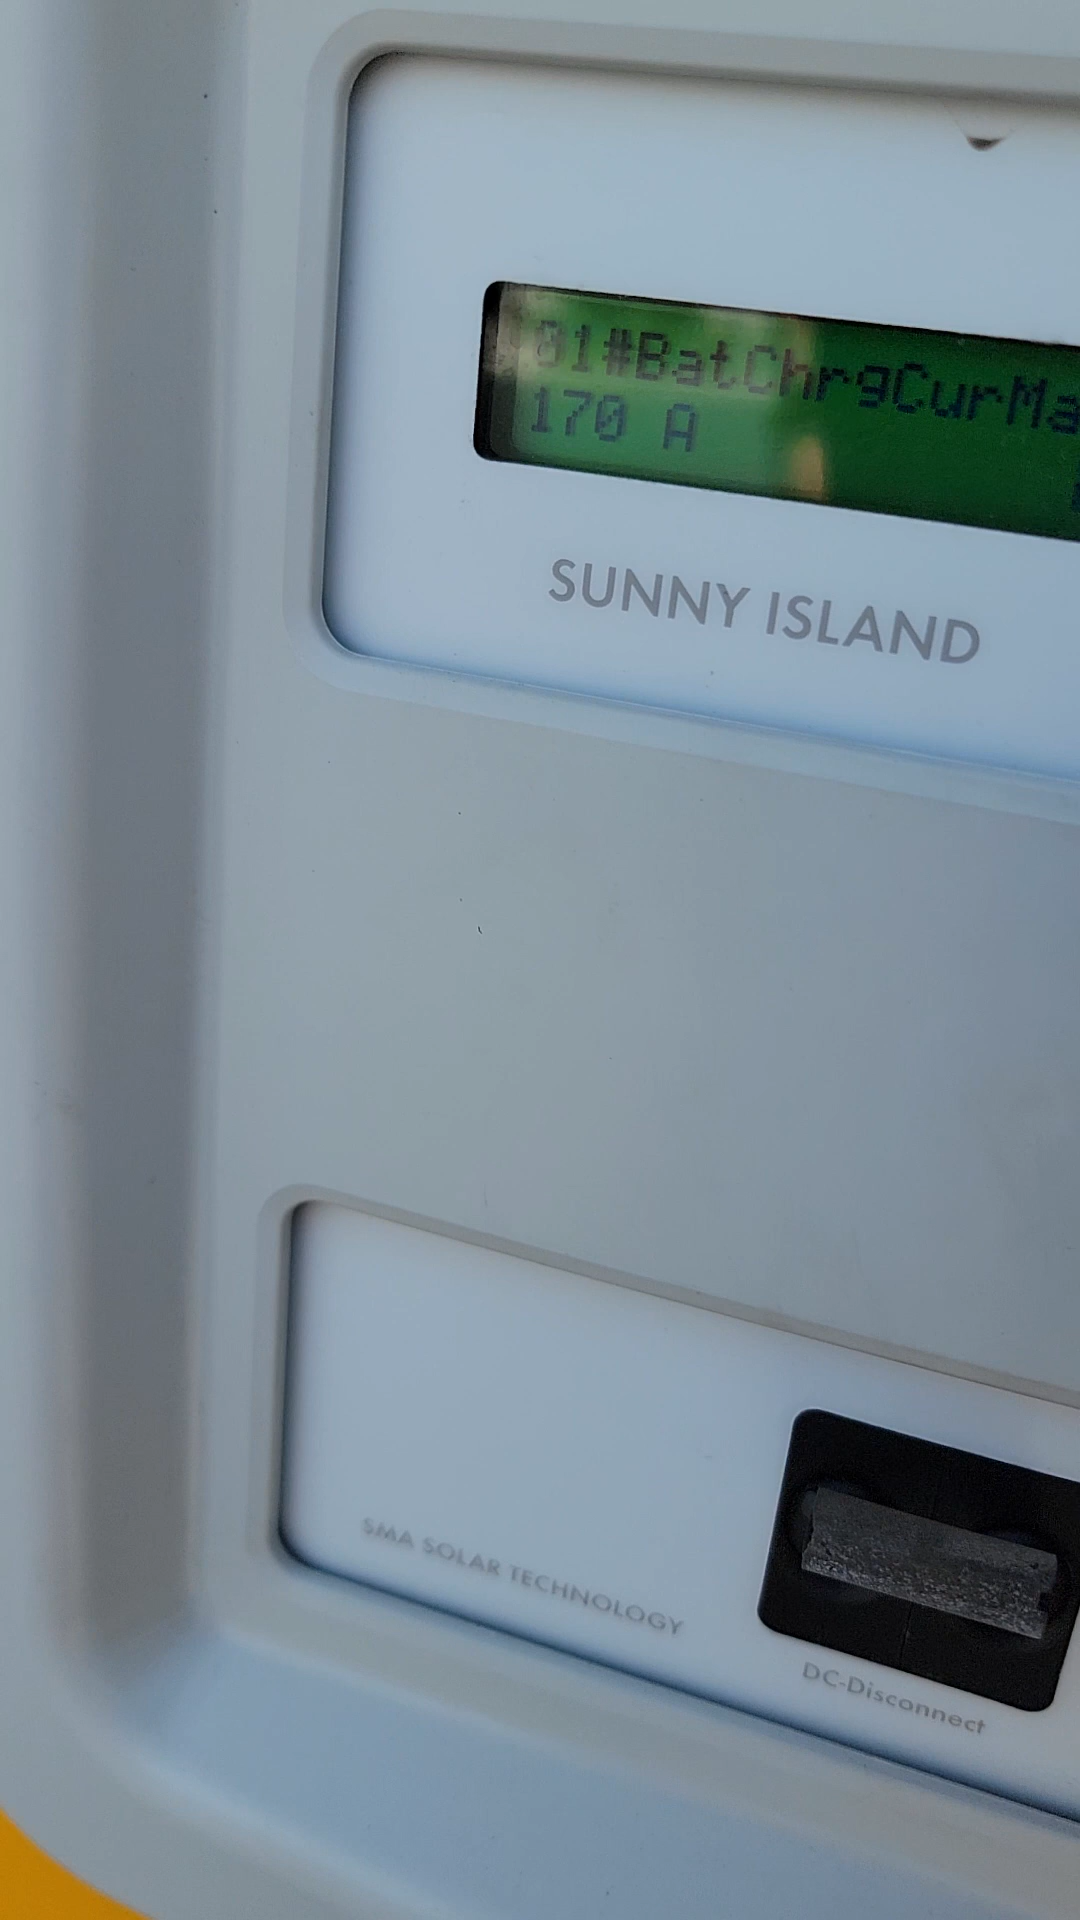 01#BatChrgCurMa
170 A
SUNNY ISLAND
SMA SOLAR TECHNOLOGY
DC-Disconnect